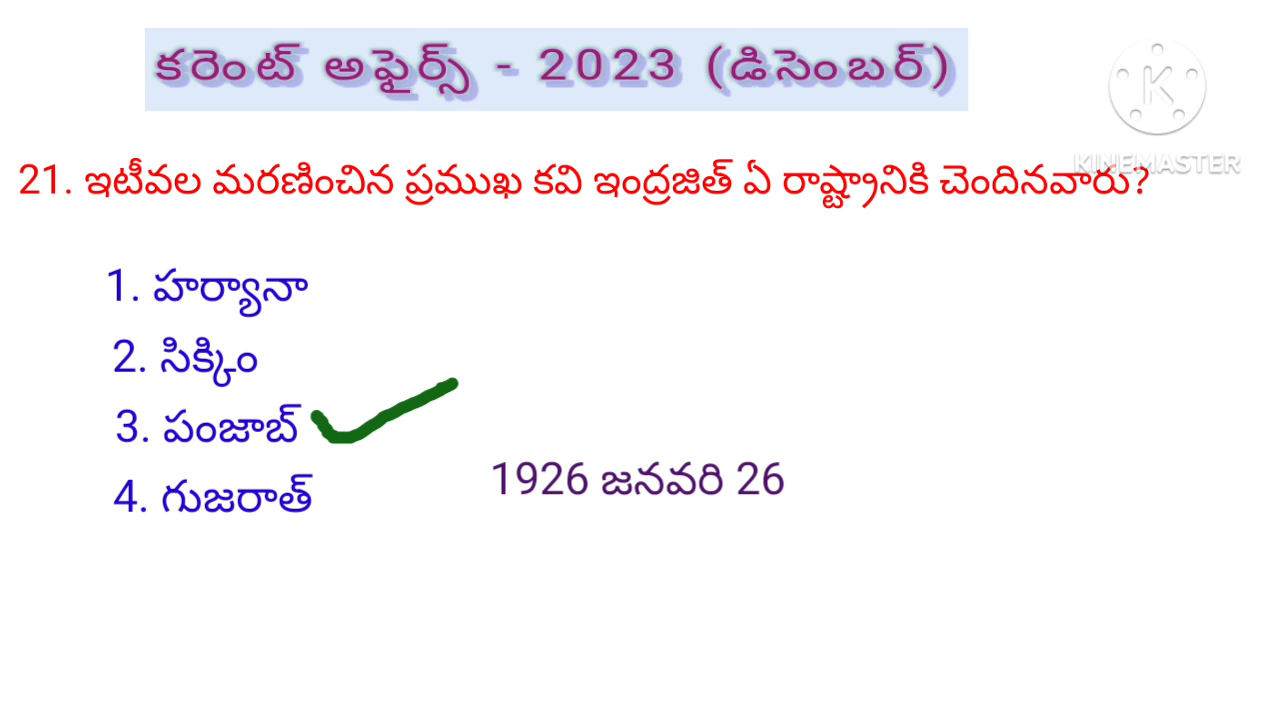 కరెంట్ అఫైర్స్ - 2023 (డిసెంబర్)
KINEMASTER
21. ఇటీవల మరణించిన ప్రముఖ కవి ఇంద్రజిత్ ఏ రాష్ట్రానికి చెందినవారు?
1. హర్యానా
2. సిక్కిం
3. పంజాబ్
4. గుజరాత్
1926 జనవరి 26